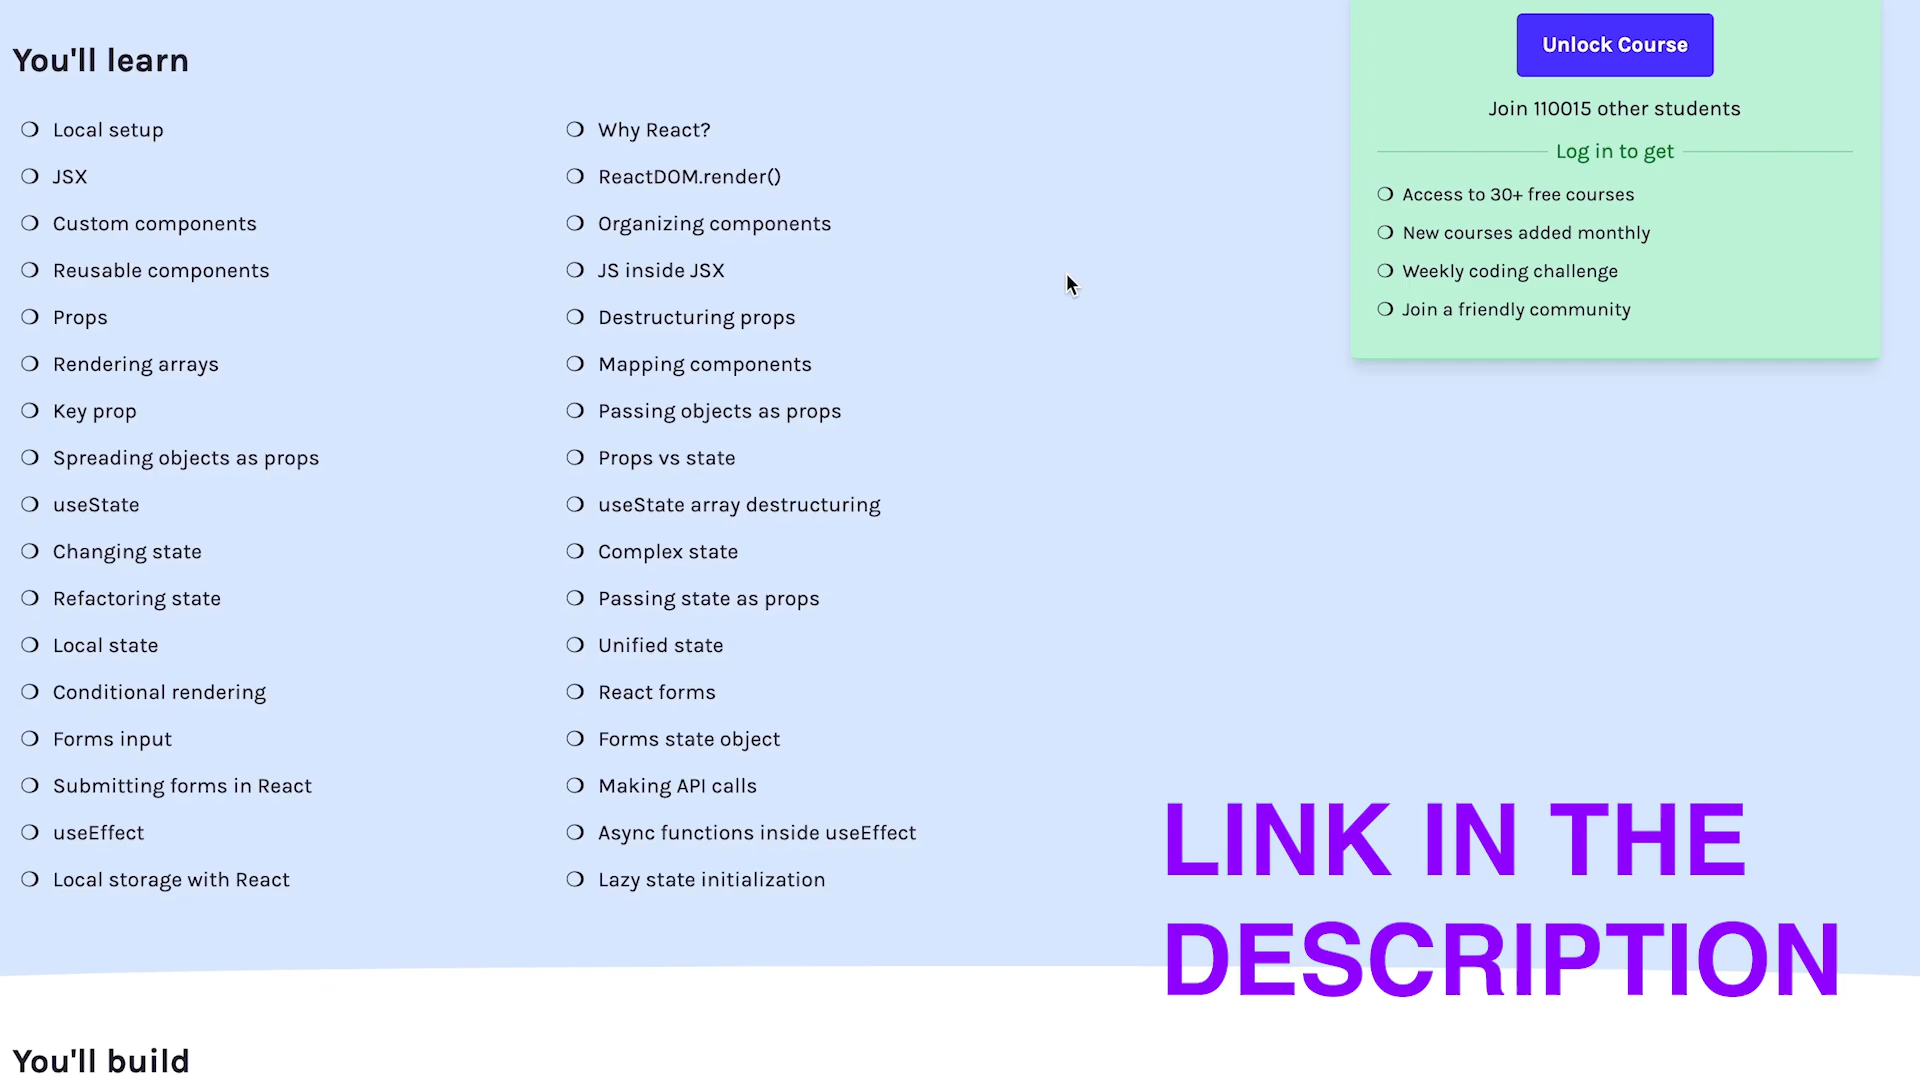 You'll learn
Local setup
JSX
Custom components
Reusable components
Props
Rendering arrays
Key prop
Spreading objects as props
useState
Changing state
Refactoring state
Local state
Conditional rendering
Forms input
Submitting forms in React
useEffect
Local storage with React
Why React?
ReactDOM.render()
Organizing components
JS inside JSX
Destructuring props
Mapping components
Passing objects as props
Props vs state
useState array destructuring
Complex state
Passing state as props
Unified state
React forms
Forms state object
Making API calls
Async functions inside useEffect
Lazy state initialization
Unlock Course
Join 110015 other students
Log in to get
Access to 30+ free courses
New courses added monthly
Weekly coding challenge
Join a friendly community
LINK IN THE
DESCRIPTION
You'll build